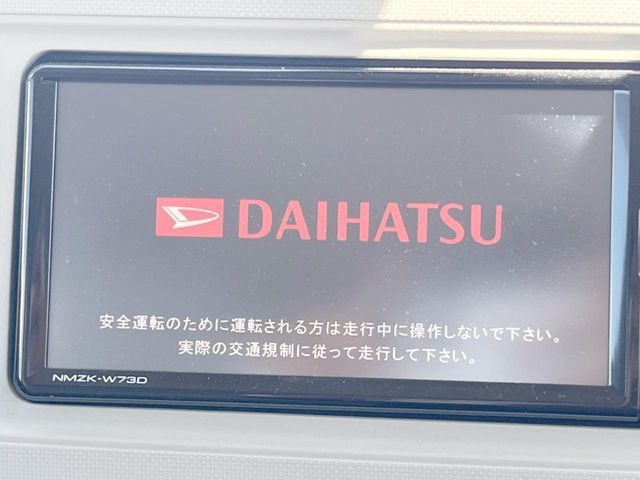 DAIHATSU
安全運転のために運転される方は走行中に操作しないで下さい。
実際の交通規制に従って走行して下さい。
NMZK-W73D